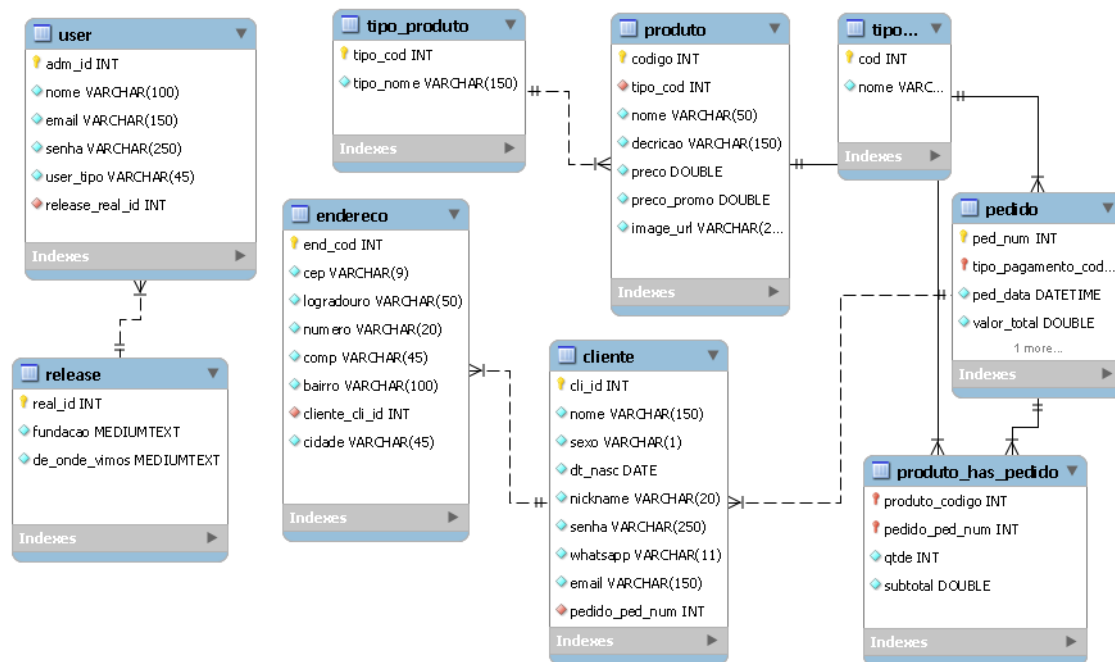 user
adm_id INT
nome VARCHAR(100)
email VARCHAR(150)
senha VARCHAR(250)
user_tipo VARCHAR(45)
release_real_id INT
Indexes
release
real_id INT
fundacao MEDIUMTEXT
de_onde_vimos MEDIUMTEXT
Indexes
tipo_produto
tipo_cod INT
tipo_nome VARCHAR(150)
Indexes
endereco
end_cod INT
cep VARCHAR(9)
logradouro VARCHAR(50)
numero VARCHAR(20)
comp VARCHAR(45)
bairro VARCHAR(100)
cliente_cli_id INT
cidade VARCHAR(45)
Indexes
produto
codigo INT
tipo_cod INT
nome VARCHAR(50)
decricao VARCHAR(150)
preco DOUBLE
preco_promo DOUBLE
image_url VARCHAR(2...
Indexes
cliente
cli_id INT
nome VARCHAR(150)
sexo VARCHAR(1)
dt_nasc DATE
nickname VARCHAR(20)
senha VARCHAR(250)
whatsapp VARCHAR(11)
email VARCHAR(150)
pedido_ped_num INT
Indexes
tipo...
cod INT
nome VARC...
Indexes
pedido
ped_num INT
tipo_pagamento_cod...
ped_data DATETIME
valor_total DOUBLE
1 more...
Indexes
produto_has_pedido
produto_codigo INT
pedido_ped_num INT
qtde INT
subtotal DOUBLE
Indexes